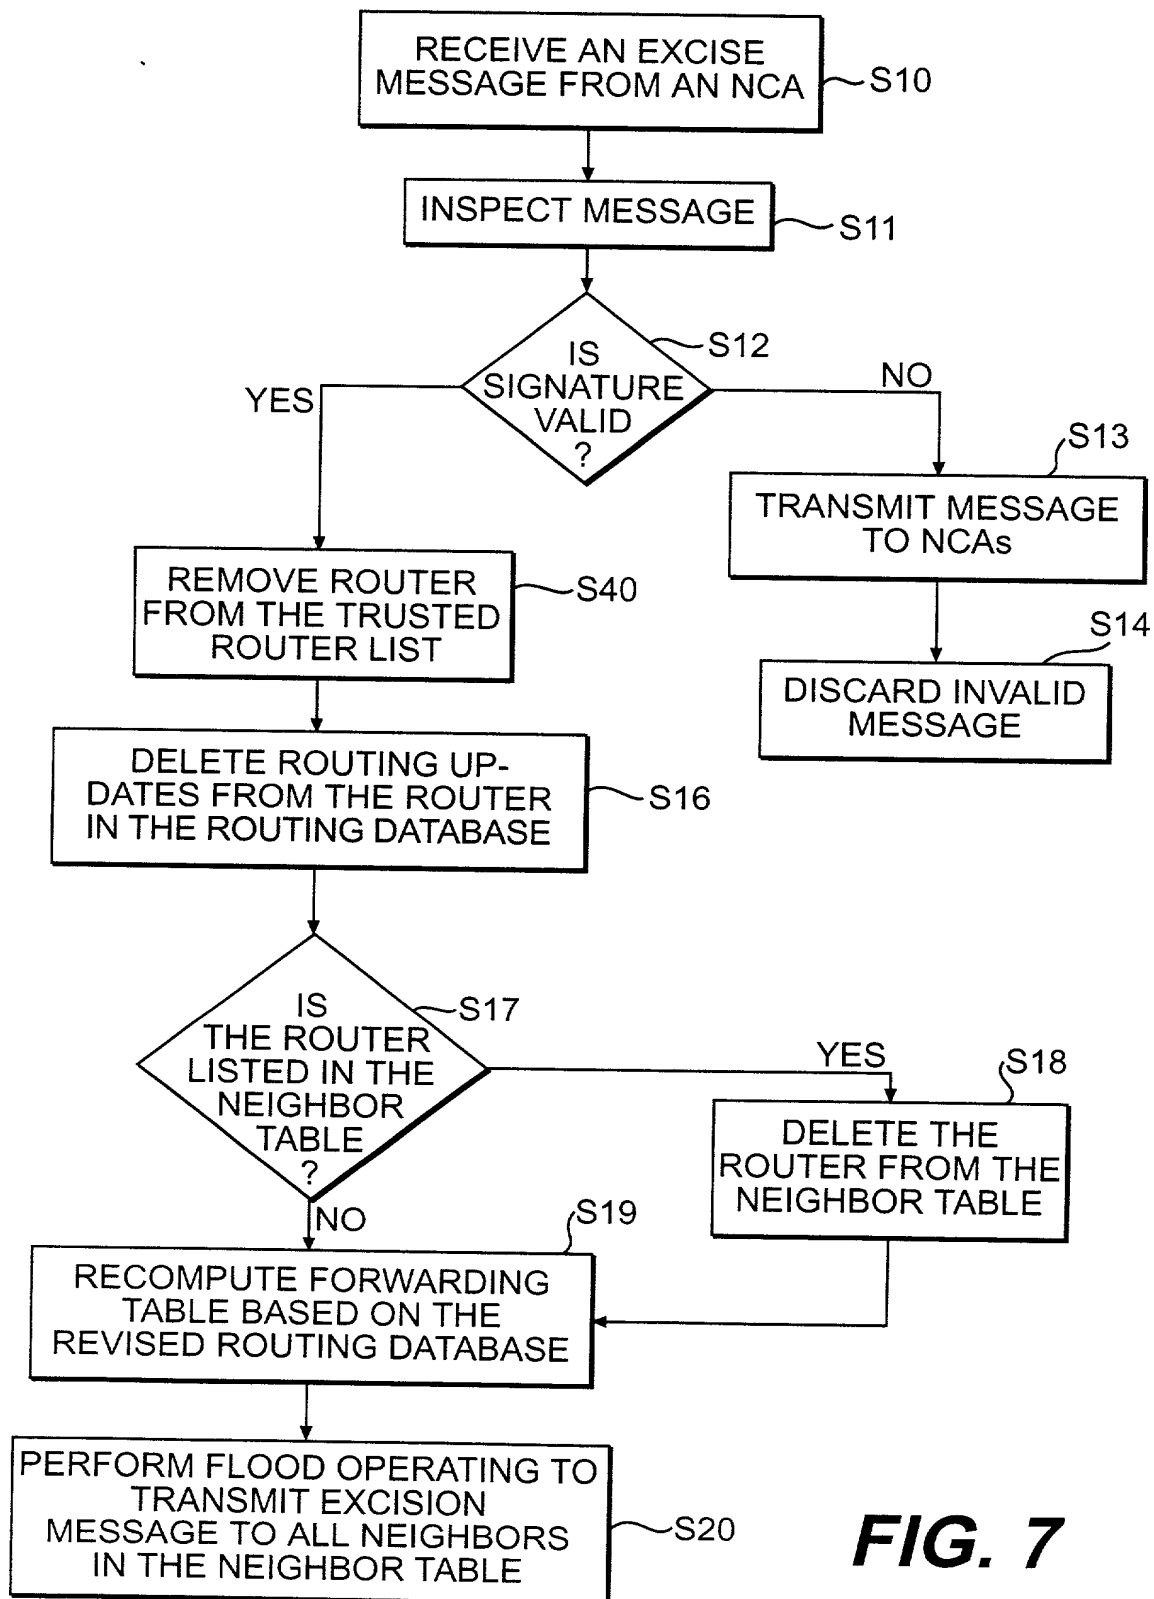 RECEIVE AN EXCISE
MESSAGE FROM AN NCA
S10
INSPECT MESSAGE
S11
IS
SIGNATURE
VALID
?
S12
YES
NO
S13
TRANSMIT MESSAGE
TO NCAs
S14
DISCARD INVALID
MESSAGE
REMOVE ROUTER
FROM THE TRUSTED
ROUTER LIST
S40
DELETE ROUTING UP-
DATES FROM THE ROUTER
IN THE ROUTING DATABASE
S16
IS
THE ROUTER
LISTED IN THE
NEIGHBOR
TABLE
?
S17
YES
S18
DELETE THE
ROUTER FROM THE
NEIGHBOR TABLE
NO
S19
RECOMPUTE FORWARDING
TABLE BASED ON THE
REVISED ROUTING DATABASE
PERFORM FLOOD OPERATING TO
TRANSMIT EXCISION
MESSAGE TO ALL NEIGHBORS
IN THE NEIGHBOR TABLE
S20
FIG. 7